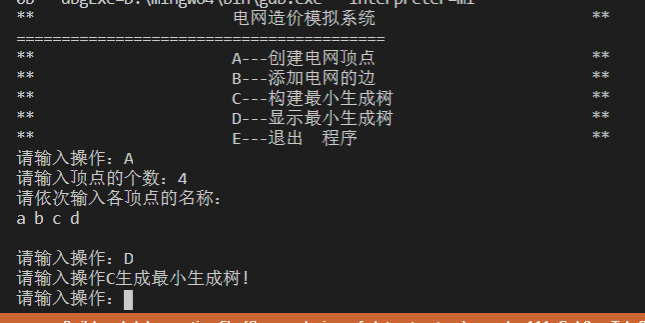 ** 电网造价模拟系统 **
=========================================
** A---创建电网顶点 **
** B---添加电网的边 **
** C---构建最小生成树 **
** D---显示最小生成树 **
** E---退出 程序 **
请输入操作：A
请输入顶点的个数：4
请依次输入各顶点的名称：
a b c d
请输入操作：D
请输入操作C生成最小生成树！
请输入操作：